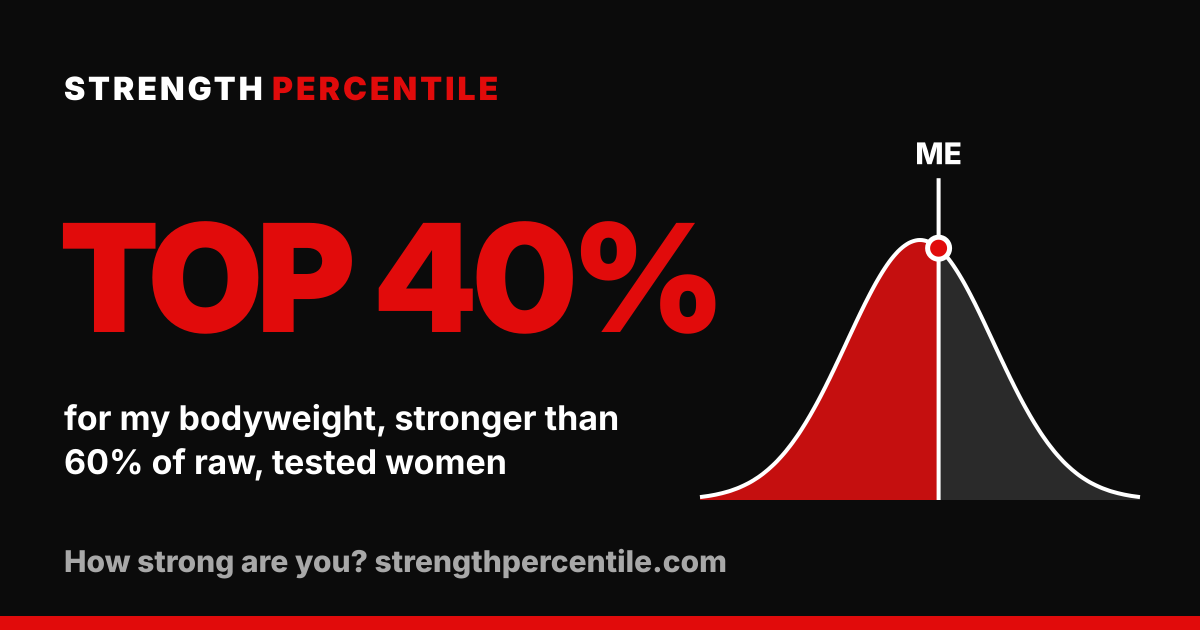 STRENGTH PERCENTILE
ME
TOP 40%
for my bodyweight, stronger than
60% of raw, tested women
How strong are you? strengthpercentile.com